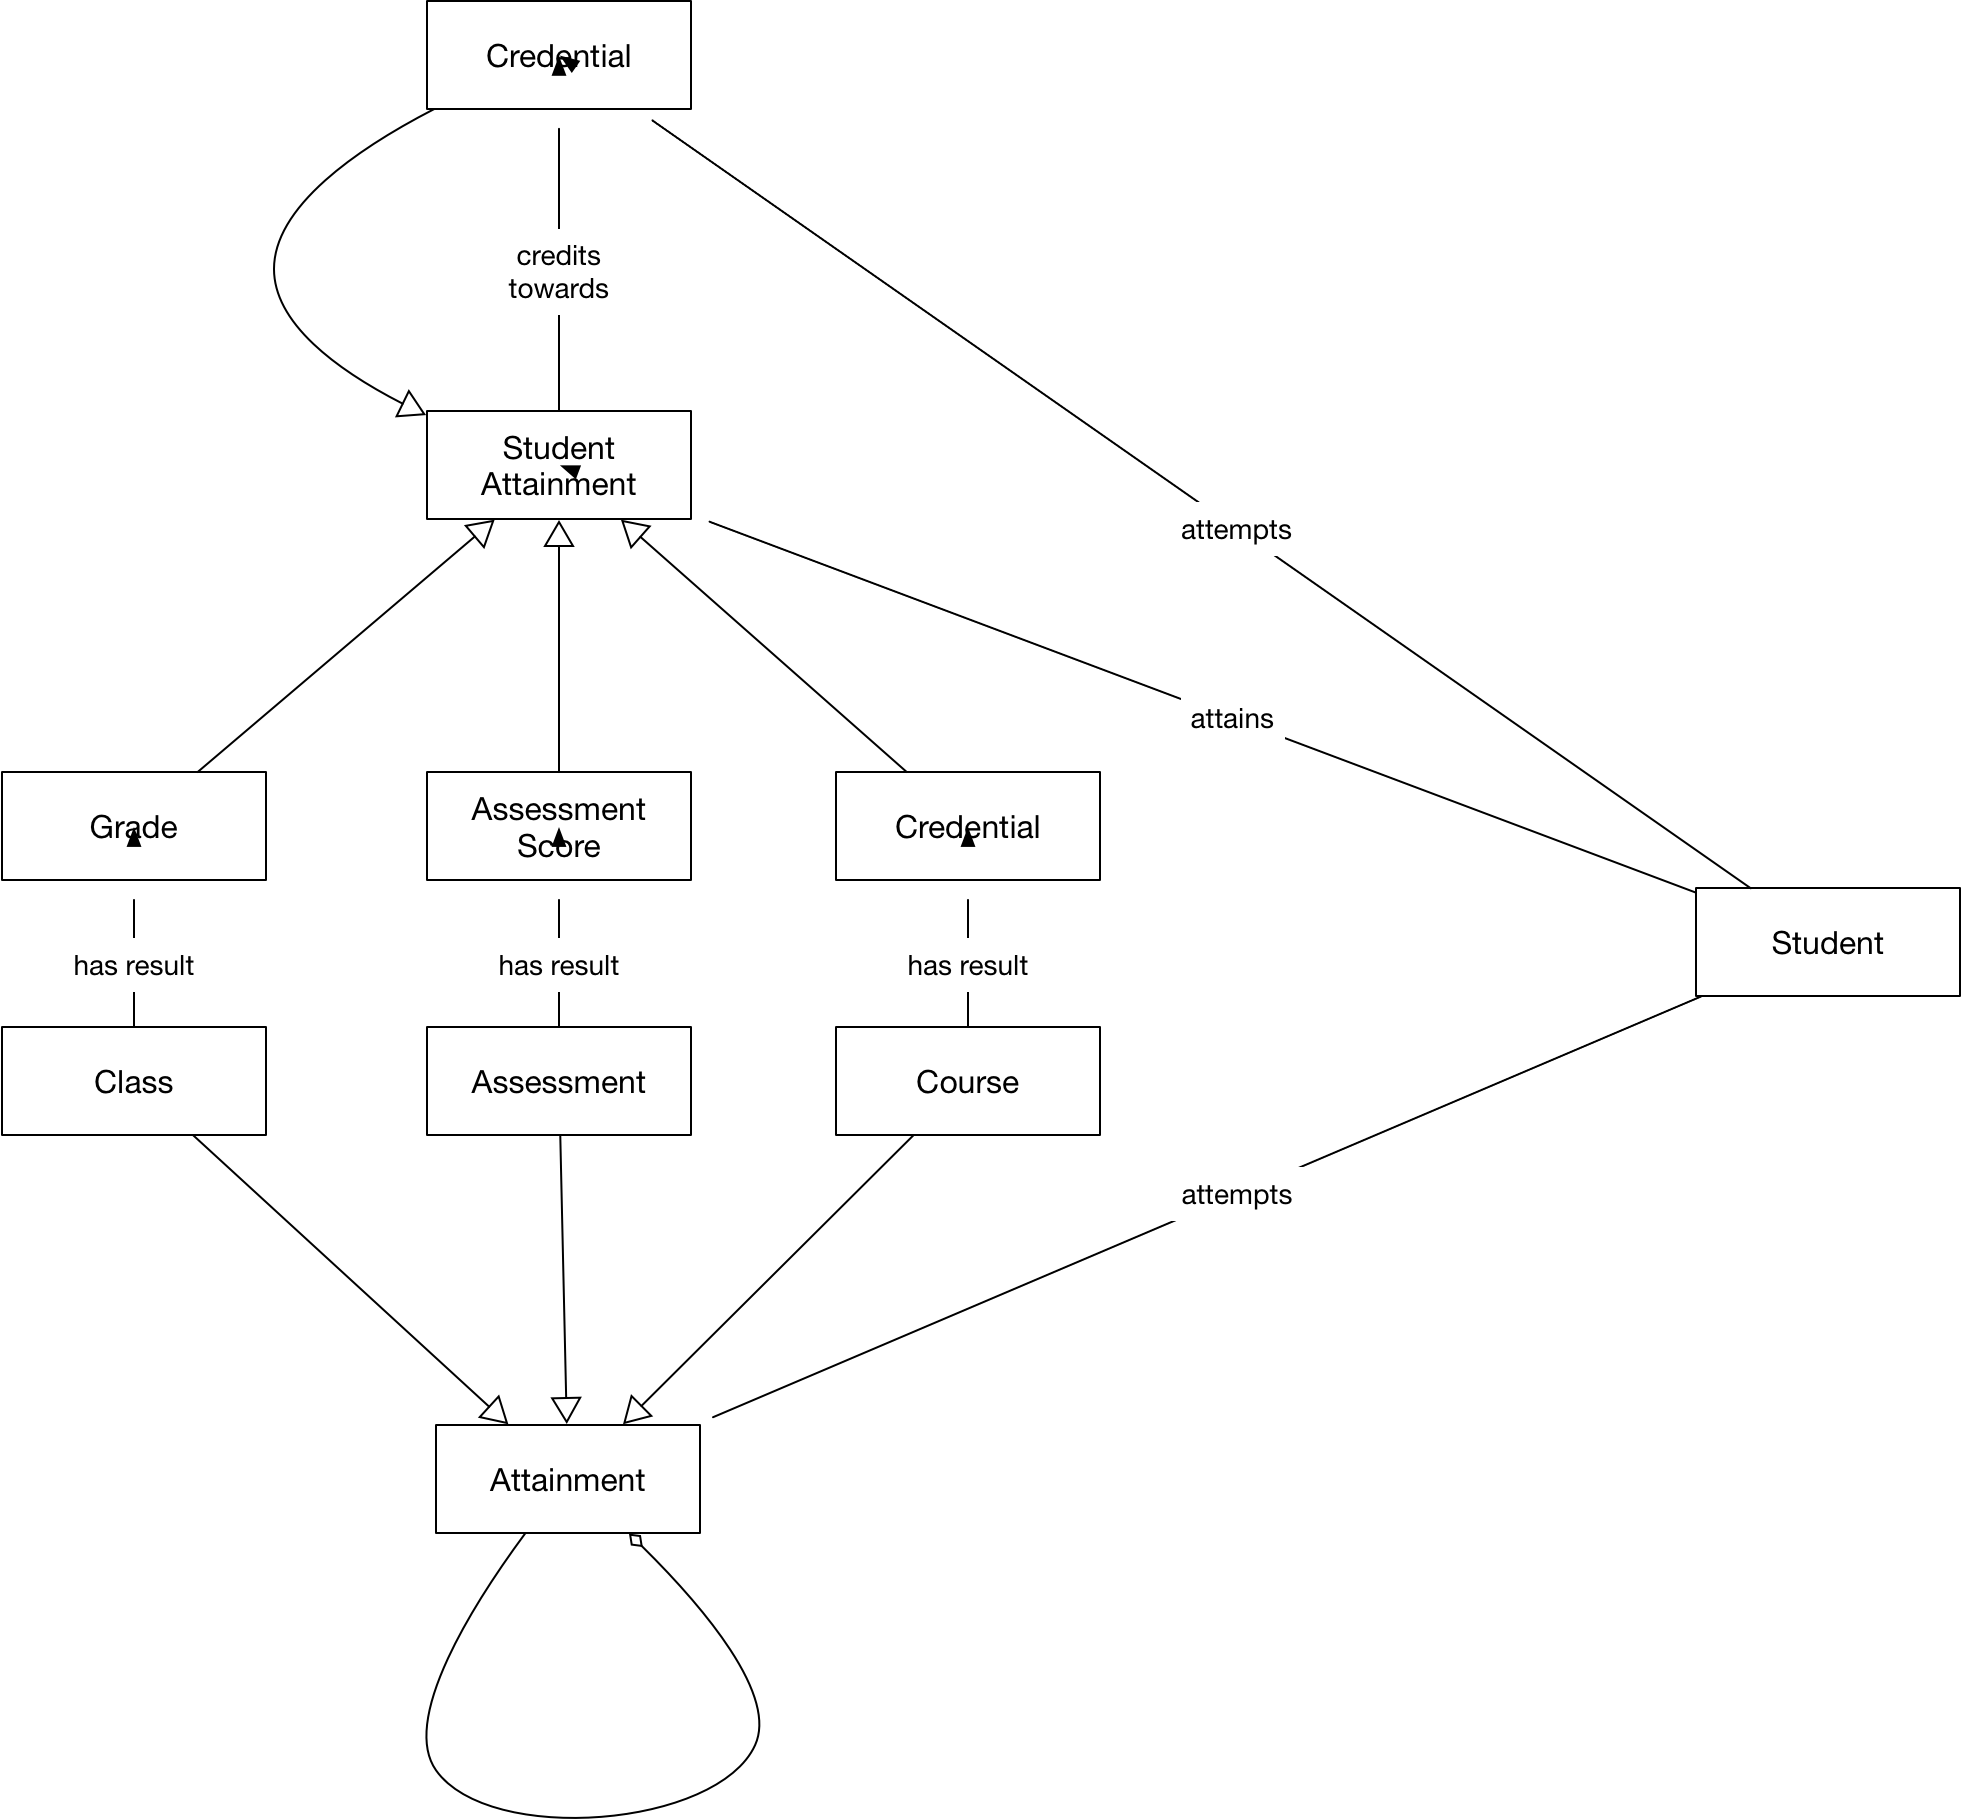 Credential
credits
towards
Student
Attainment
attempts
attains
Grade
Assessment
Score
Credential
Student
has result
has result
has result
Class
Assessment
Course
attempts
Attainment